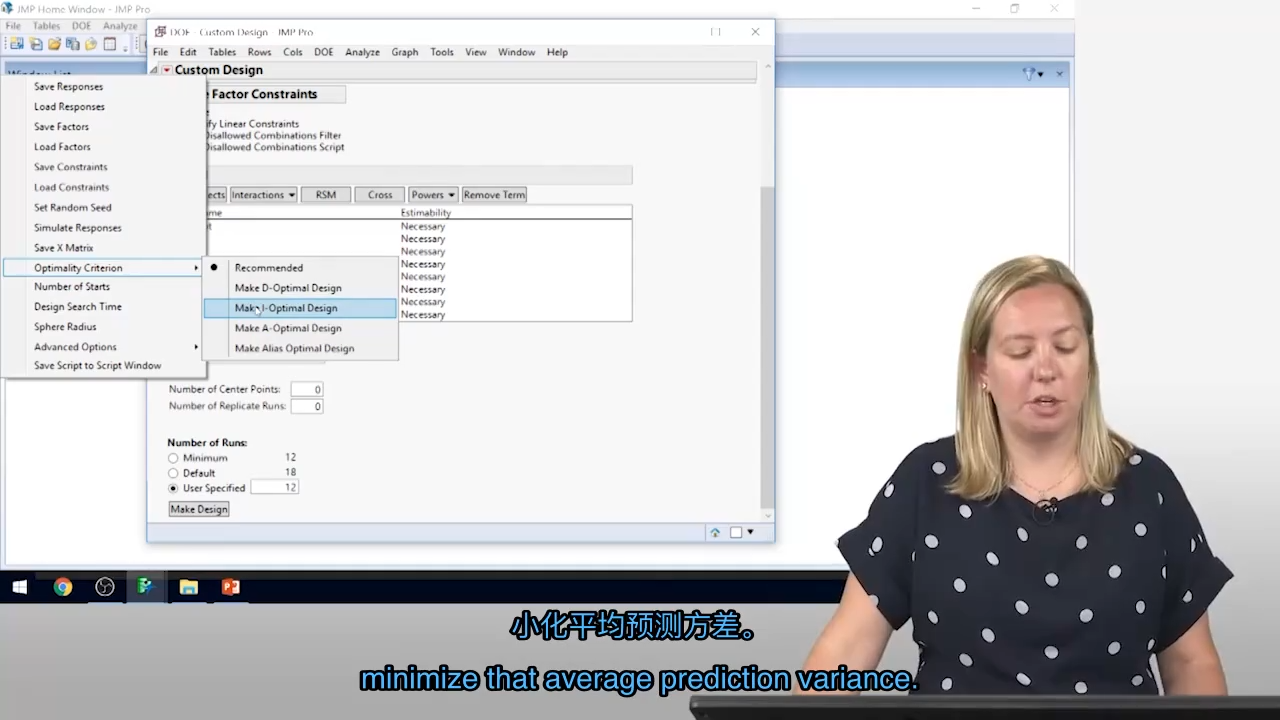 JMP Home Window - JMP Pro
File Tables DOE Analyze
DOE - Custom Design - JMP Pro
File Edit Tables Rows Cols DOE Analyze Graph Tools View Window Help
Custom Design
Factor Constraints
Save Responses
Load Responses
Save Factors
Load Factors
Save Constraints
Load Constraints
Set Random Seed
Simulate Responses
Save X Matrix
Optimality Criterion
Number of Starts
Design Search Time
Sphere Radius
Advanced Options
Save Script to Script Window
ify Linear Constraints
Disallowed Combinations Filter
Disallowed Combinations Script
ects Interactions RSM Cross Powers Remove Term
me Estimability
t Necessary
Necessary
Necessary
Necessary
Necessary
Necessary
Necessary
Necessary
Recommended
Make D-Optimal Design
Make I-Optimal Design
Make A-Optimal Design
Make Alias Optimal Design
Number of Center Points: 0
Number of Replicate Runs: 0
Number of Runs:
Minimum 12
Default 18
User Specified 12
Make Design
小化平均预测方差。
minimize that average prediction variance.